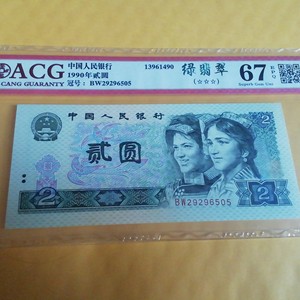 ACG
CANG GUARANTY
中国人民银行
1990年贰圆
冠号: BW29296505
13961490
绿翡翠
(☆☆☆)
67 EPQ
Superb Gem Unc
中国人民银行
2
贰圆
2
2
BW29296505